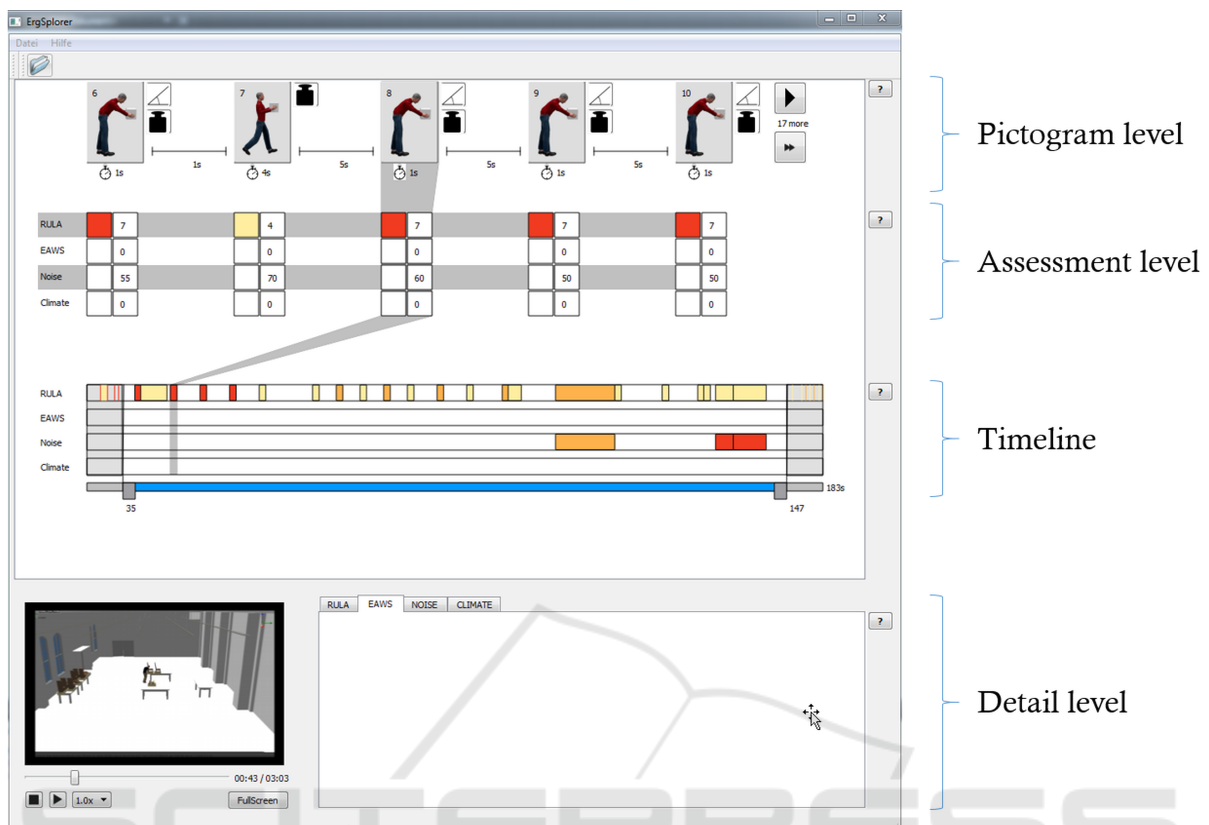 ErgSplorer
Datei Hilfe
6 7 8 9 10
17 more
1s 5s 5s 5s
1s 4s 1s 1s 1s
?
Pictogram level
RULA 7 4 7 7 7
EAWS 0 0 0 0 0
Noise 55 70 60 50 50
Climate 0 0 0 0 0
?
Assessment level
RULA
EAWS
Noise
Climate
183s
35 147
?
Timeline
RULA EAWS NOISE CLIMATE
?
00:43 / 03:03
1.0x FullScreen
Detail level
SCITEPRESS